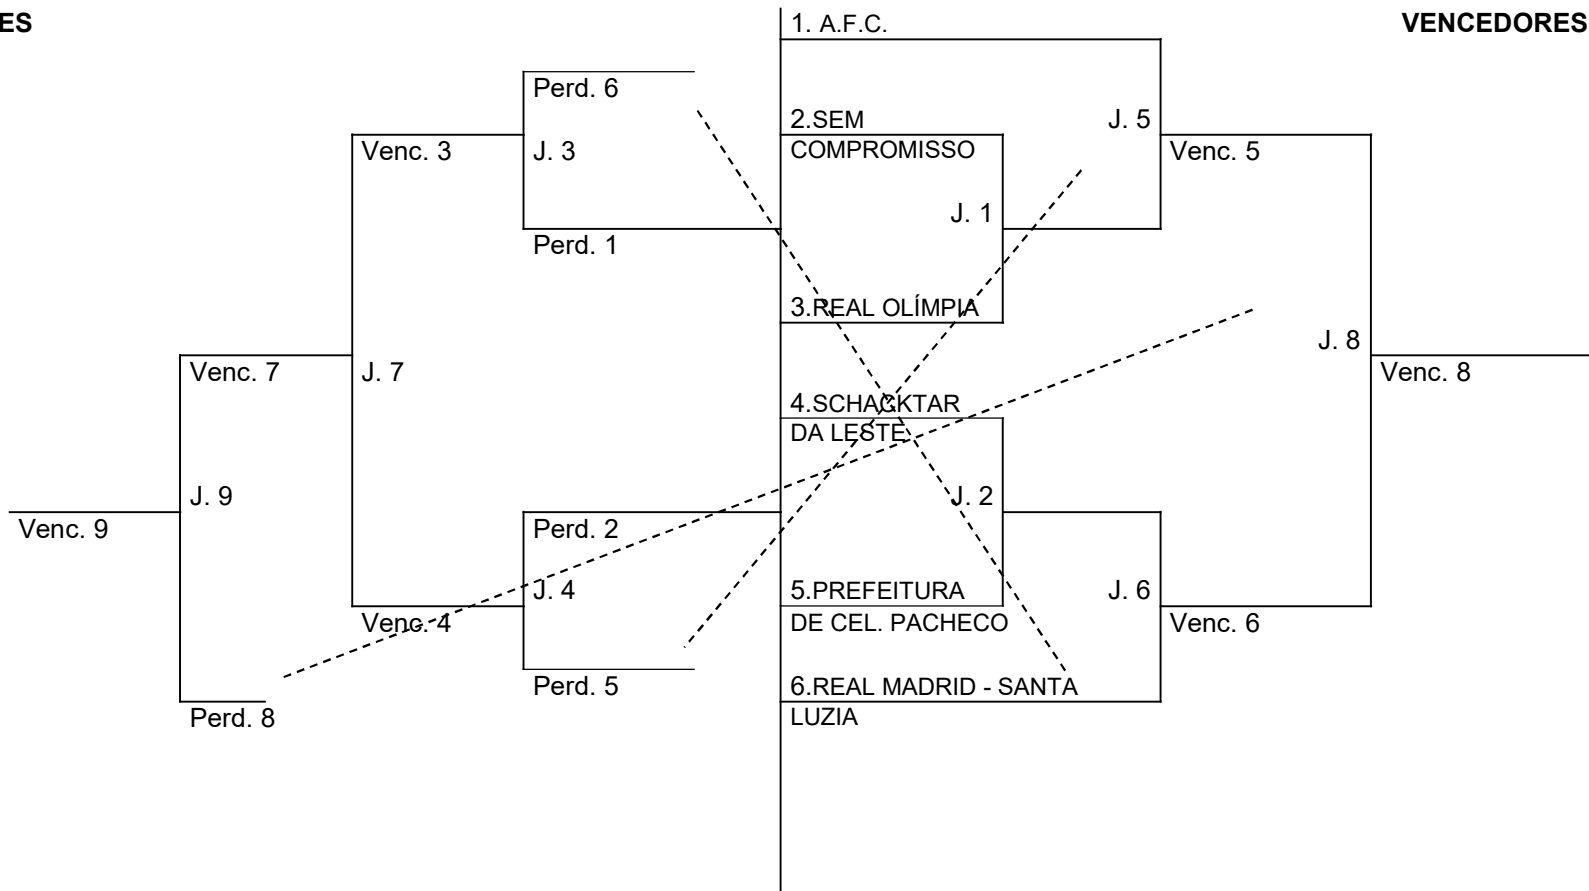 ES
1. A.F.C.
VENCEDORES
Perd. 6
2.SEM
J. 5
Venc. 3
J. 3
COMPROMISSO
Venc. 5
J. 1
Perd. 1
3.REAL OLÍMPIA
J. 8
Venc. 7
J. 7
Venc. 8
4.SCHACKTAR
DA LESTE
J. 9
J. 2
Venc. 9
Perd. 2
J. 4
5.PREFEITURA
J. 6
Venc. 4
DE CEL. PACHECO
Venc. 6
Perd. 5
6.REAL MADRID - SANTA
Perd. 8
LUZIA